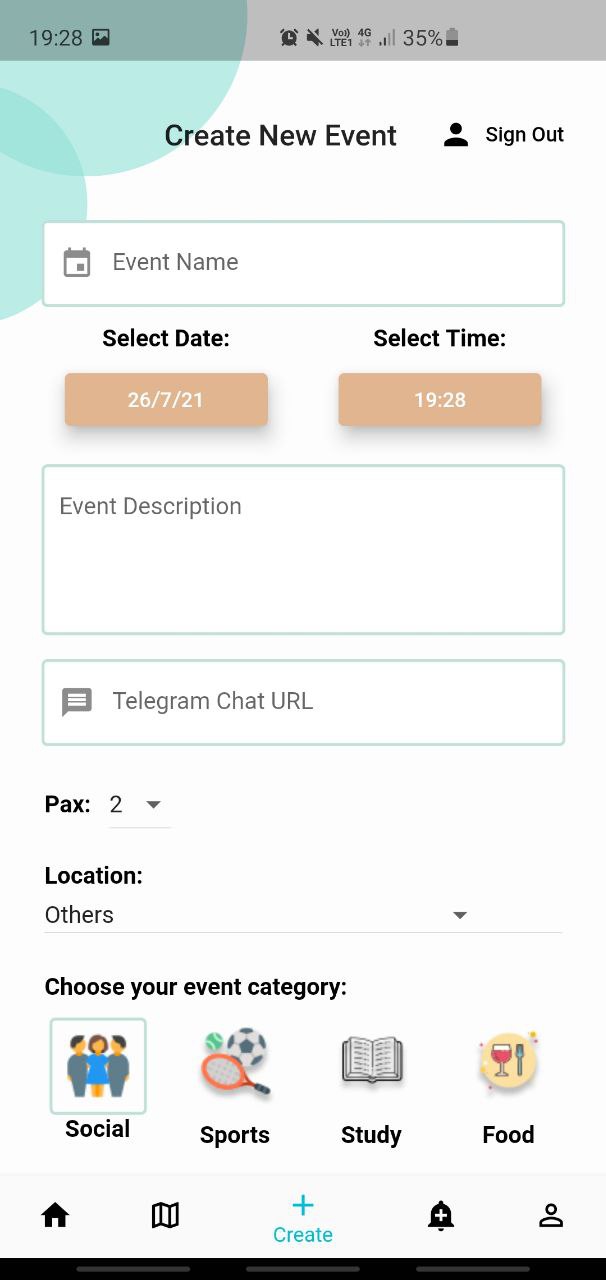 19:28 Vo)) LTE1 4G 35%
Create New Event Sign Out
Event Name
Select Date: Select Time:
26/7/21 19:28
Event Description
Telegram Chat URL
Pax: 2
Location:
Others
Choose your event category:
Social Sports Study Food
Create